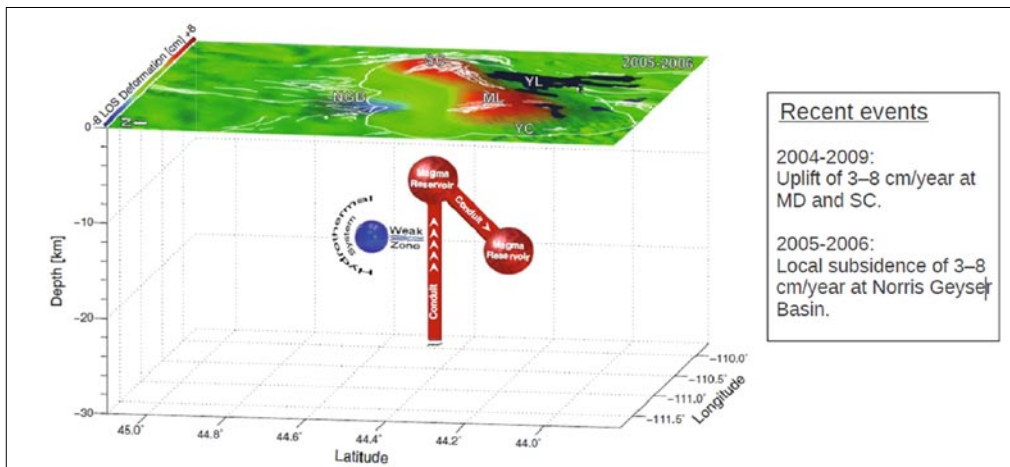 -8 LOS Deformation [cm] +8
2005-2006
SC
YL
NGB
ML
YC
N
0
-10
-20
-30
Depth [km]
Magma
Reservoir
Conduit
Magma
Reservoir
Hydrothermal
System
Weak
Zone
Conduit
45.0°
44.8°
44.6°
44.4°
44.2°
44.0°
Latitude
-110.0°
-110.5°
-111.0°
-111.5°
Longitude
Recent events
2004-2009:
Uplift of 3–8 cm/year at
MD and SC.
2005-2006:
Local subsidence of 3–8
cm/year at Norris Geyser
Basin.